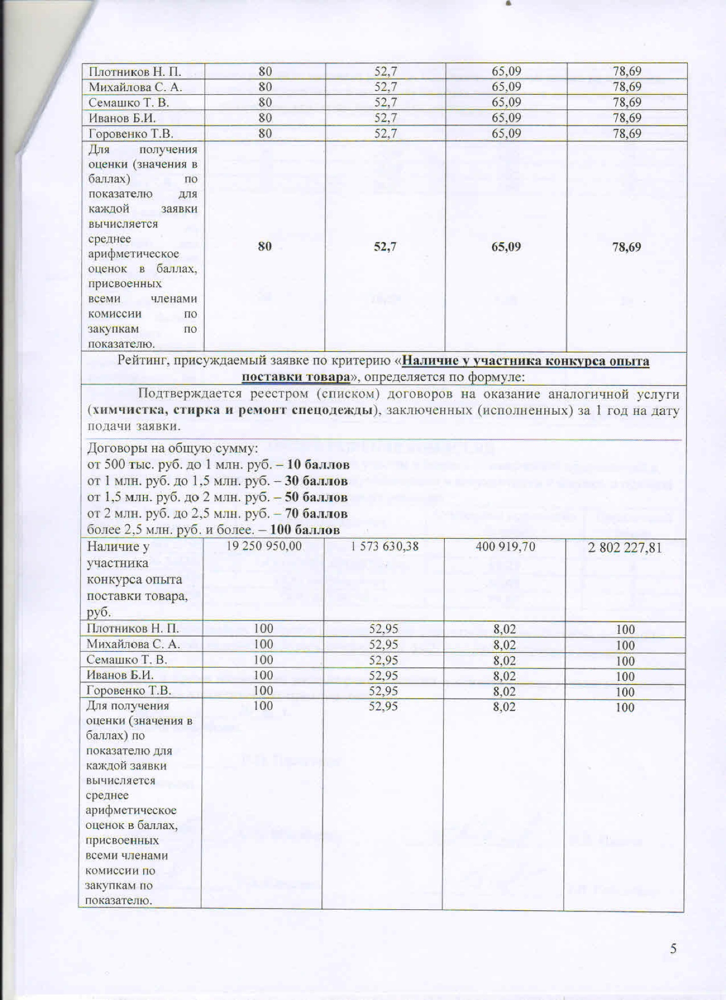 Плотников Н. П. 80 52,7 65,09 78,69
Михайлова С. А. 80 52,7 65,09 78,69
Семашко Т. В. 80 52,7 65,09 78,69
Иванов Б.И. 80 52,7 65,09 78,69
Горовенко Т.В. 80 52,7 65,09 78,69
Для получения
оценки (значения в
баллах) по
показателю для
каждой заявки
вычисляется
среднее
арифметическое
оценок в баллах,
присвоенных
всеми членами
комиссии по
закупкам по
показателю.
80 52,7 65,09 78,69
Рейтинг, присуждаемый заявке по критерию «Наличие у участника конкурса опыта
поставки товара», определяется по формуле:
Подтверждается реестром (списком) договоров на оказание аналогичной услуги
(химчистка, стирка и ремонт спецодежды), заключенных (исполненных) за 1 год на дату
подачи заявки.
Договоры на общую сумму:
от 500 тыс. руб. до 1 млн. руб. – 10 баллов
от 1 млн. руб. до 1,5 млн. руб. – 30 баллов
от 1,5 млн. руб. до 2 млн. руб. – 50 баллов
от 2 млн. руб. до 2,5 млн. руб. – 70 баллов
более 2,5 млн. руб. и более. – 100 баллов
Наличие у
участника
конкурса опыта
поставки товара,
руб.
19 250 950,00 1 573 630,38 400 919,70 2 802 227,81
Плотников Н. П. 100 52,95 8,02 100
Михайлова С. А. 100 52,95 8,02 100
Семашко Т. В. 100 52,95 8,02 100
Иванов Б.И. 100 52,95 8,02 100
Горовенко Т.В. 100 52,95 8,02 100
Для получения
оценки (значения в
баллах) по
показателю для
каждой заявки
вычисляется
среднее
арифметическое
оценок в баллах,
присвоенных
всеми членами
комиссии по
закупкам по
показателю.
100 52,95 8,02 100
5